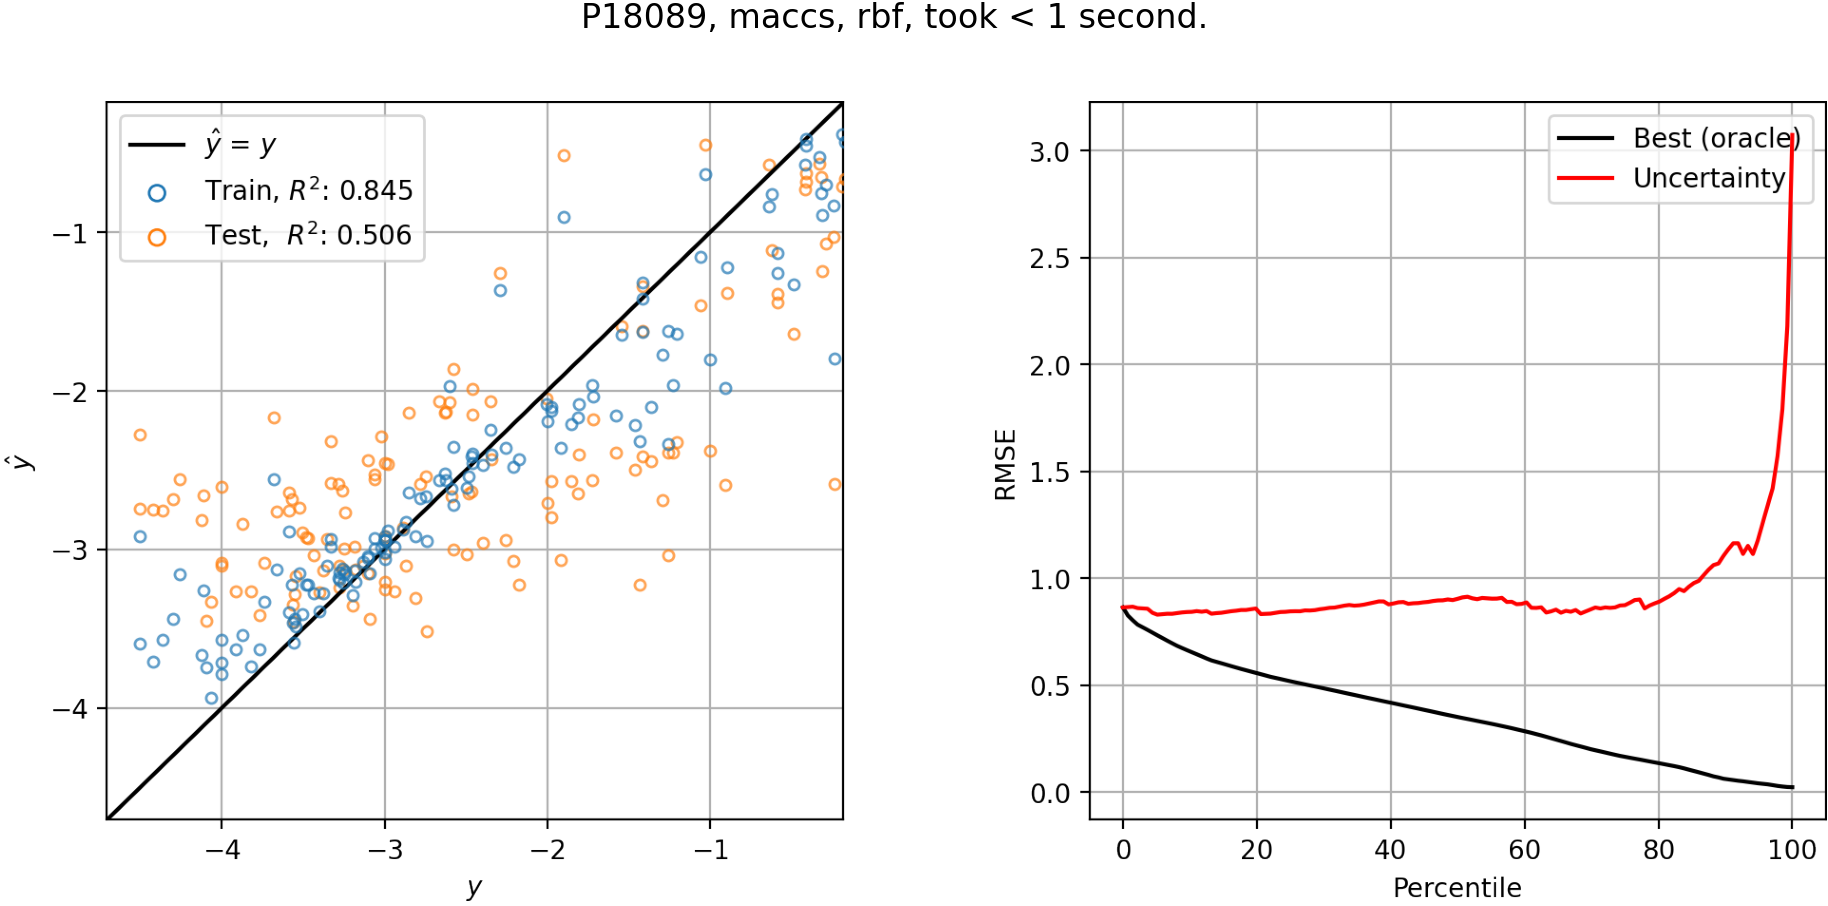 P18089, maccs, rbf, took < 1 second.
ŷ = y
Train, R²: 0.845
Test, R²: 0.506
−1
−2
−3
−4
ŷ
−4 −3 −2 −1
y
Best (oracle)
Uncertainty
3.0
2.5
2.0
1.5
1.0
0.5
0.0
RMSE
0 20 40 60 80 100
Percentile